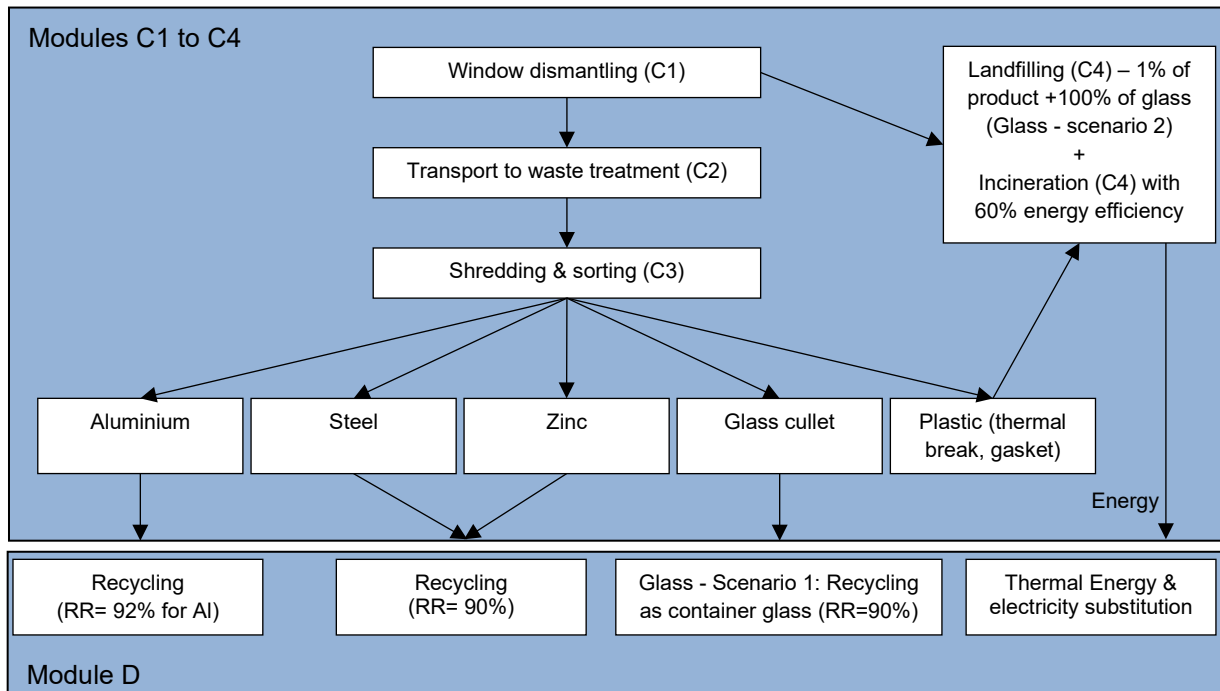 Modules C1 to C4
Window dismantling (C1)
Transport to waste treatment (C2)
Shredding & sorting (C3)
Landfilling (C4) – 1% of
product +100% of glass
(Glass - scenario 2)
+
Incineration (C4) with
60% energy efficiency
Aluminium
Steel
Zinc
Glass cullet
Plastic (thermal
break, gasket)
Energy
Recycling
(RR= 92% for Al)
Recycling
(RR= 90%)
Glass - Scenario 1: Recycling
as container glass (RR=90%)
Thermal Energy &
electricity substitution
Module D